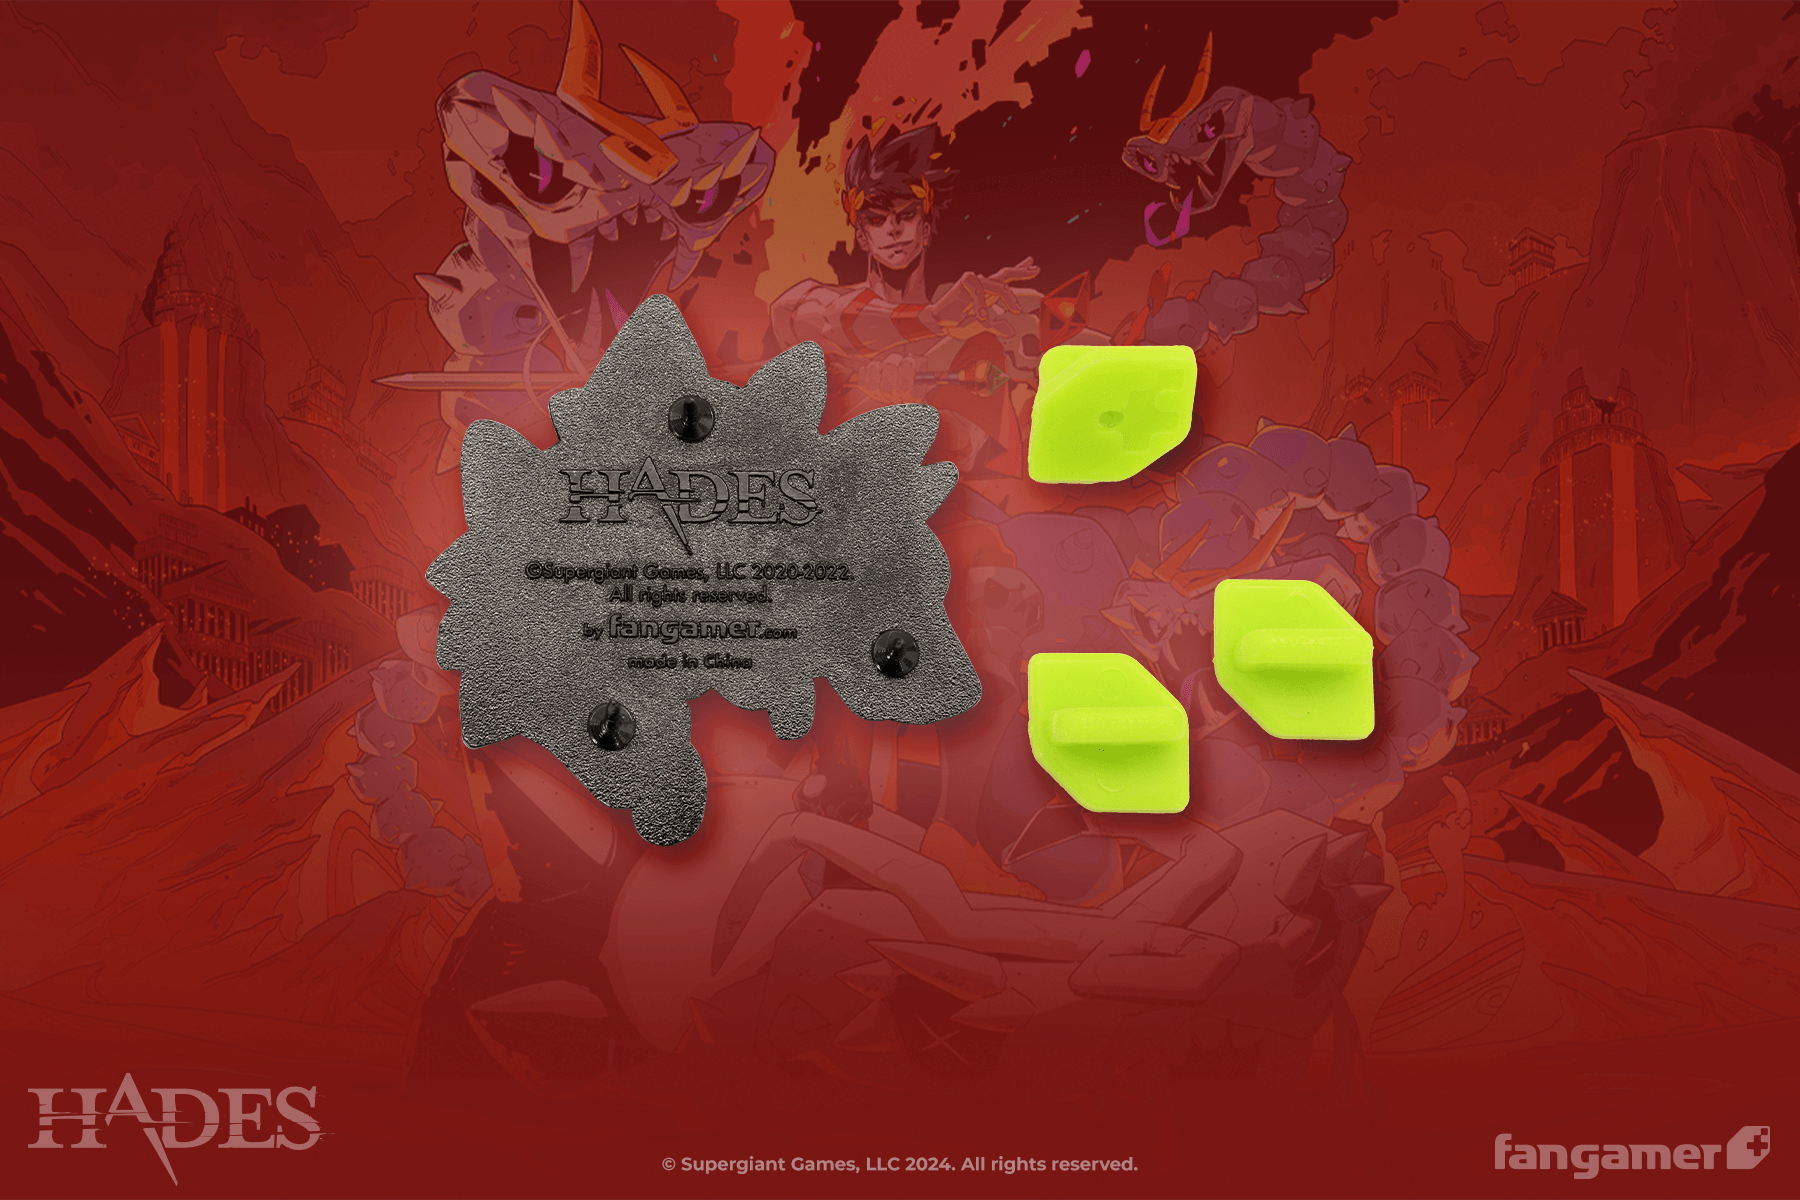 HADES
©Supergiant Games, LLC 2020-2022.
All rights reserved.
by fangamer.com
made in China
HADES
© Supergiant Games, LLC 2024. All rights reserved.
fangamer